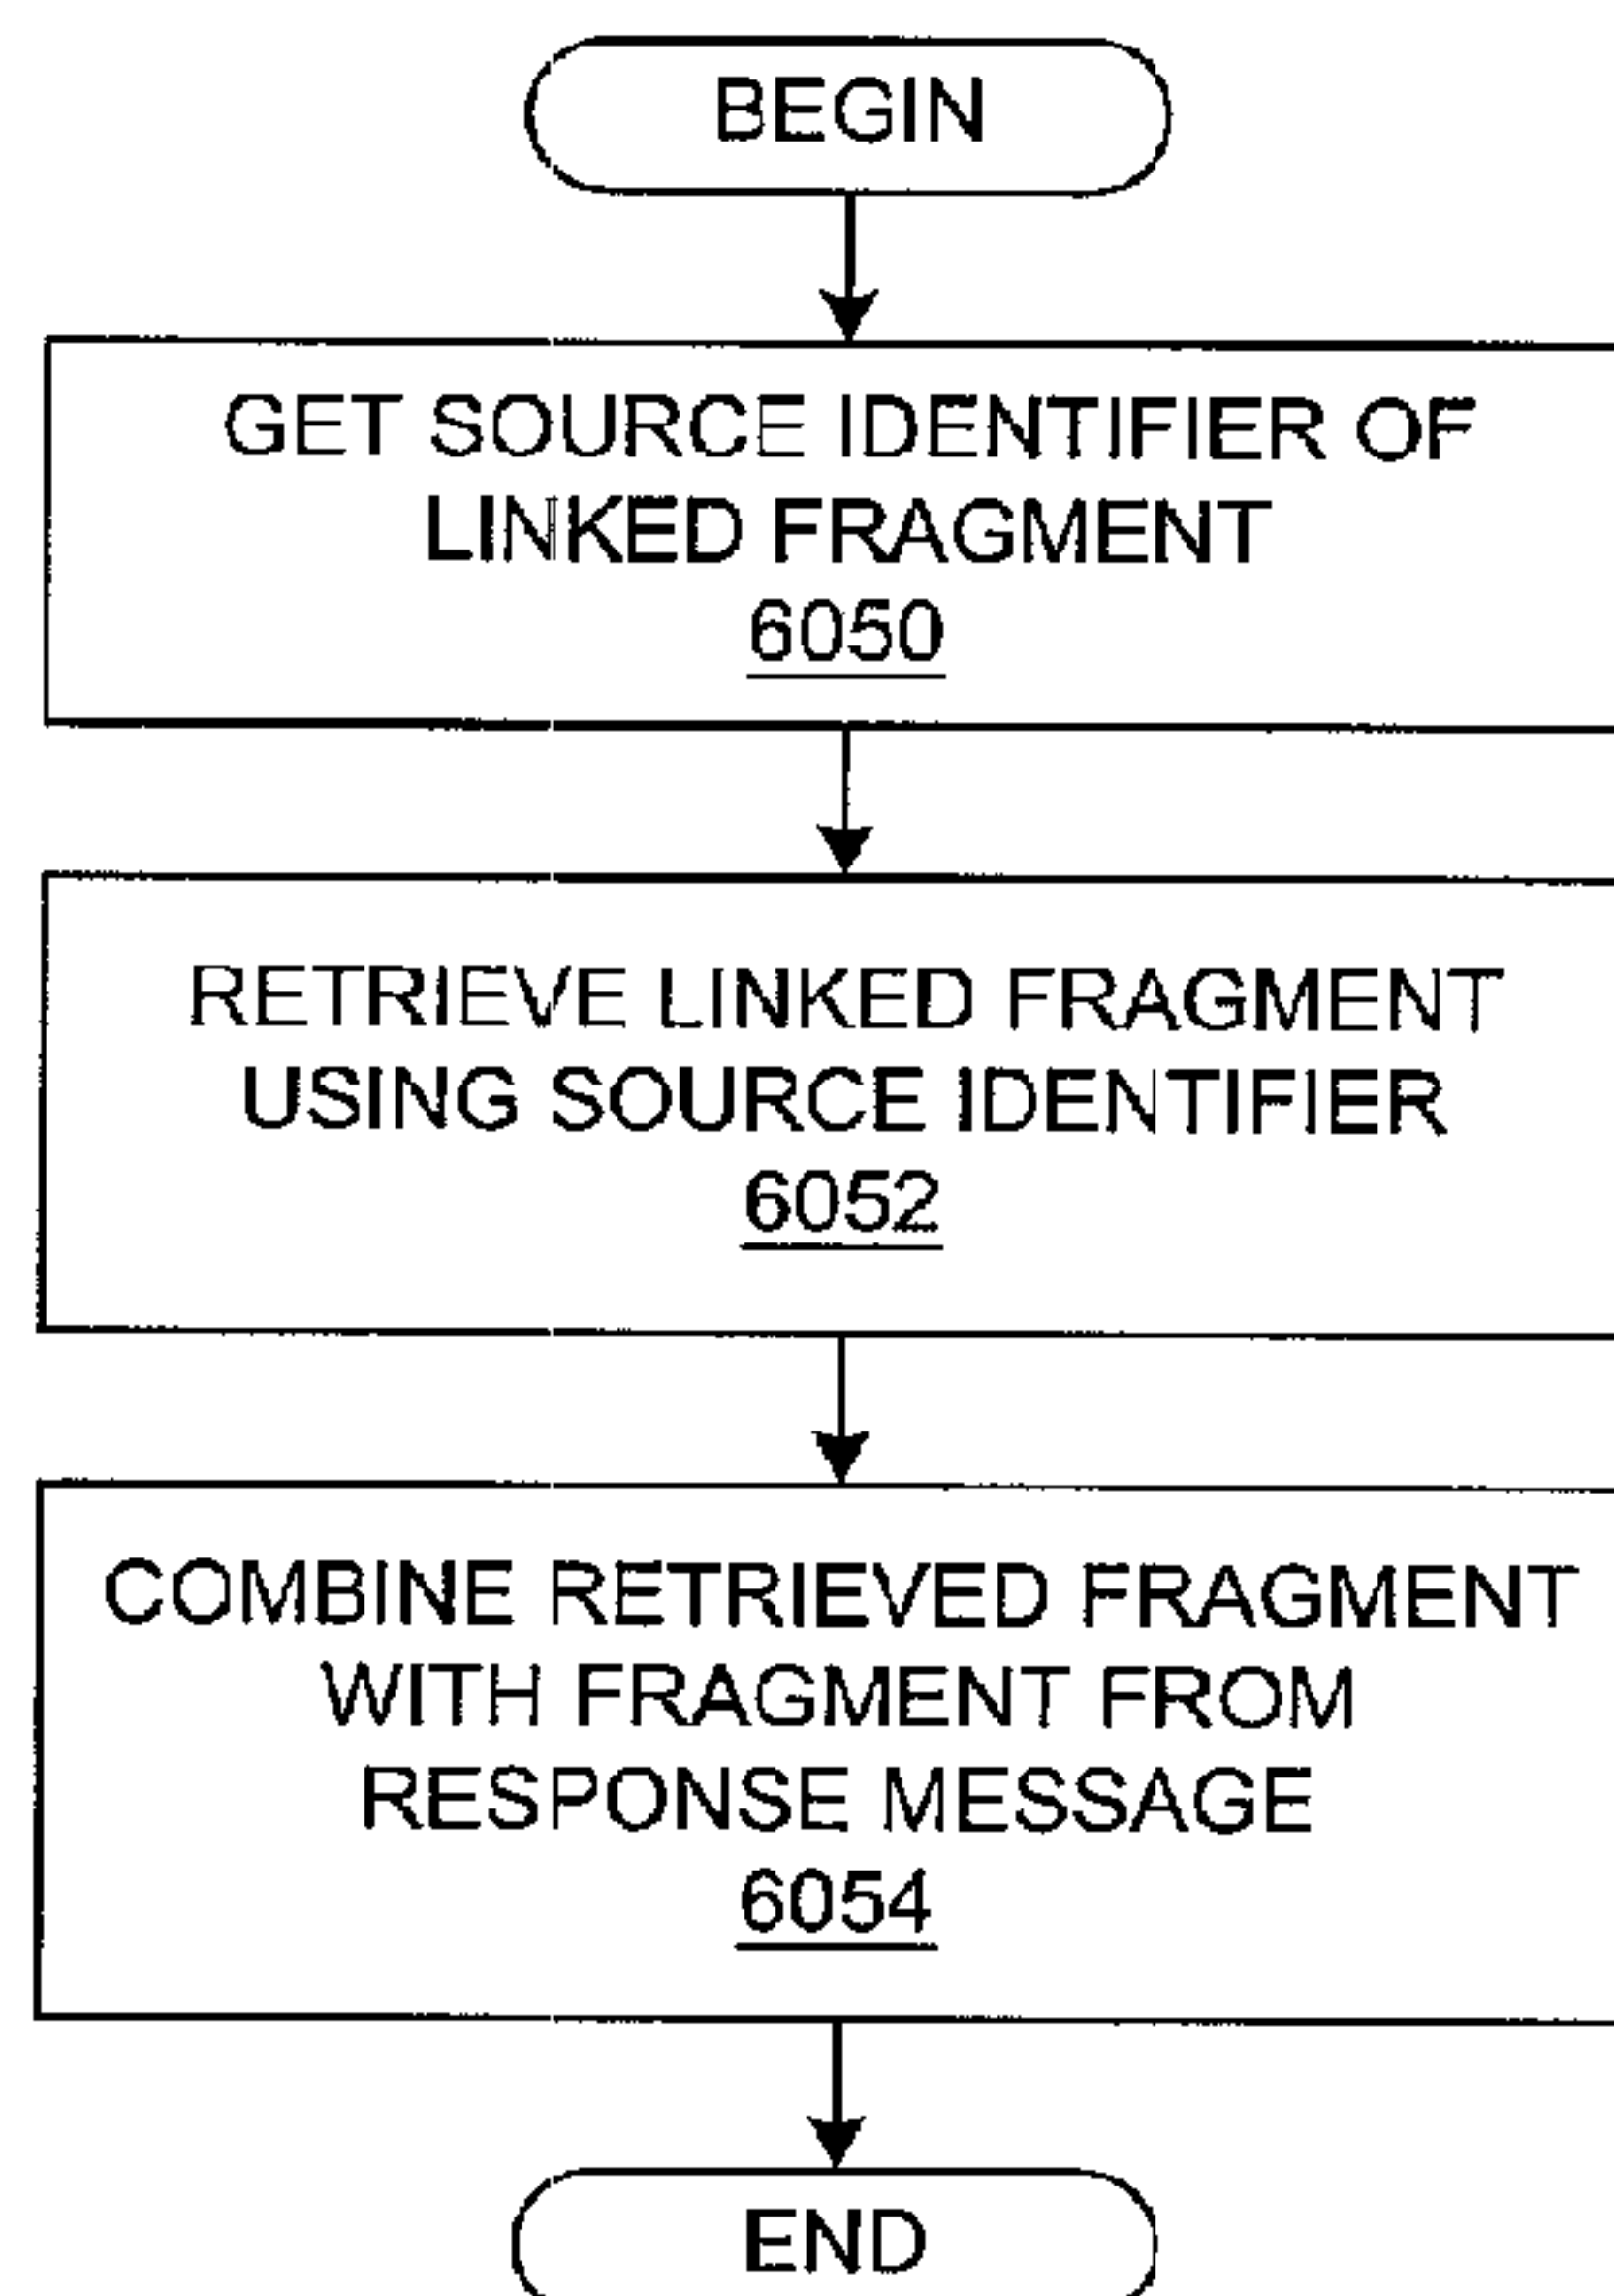 BEGIN
GET SOURCE IDENTIFIER OF
LINKED FRAGMENT
6050
RETRIEVE LINKED FRAGMENT
USING SOURCE IDENTIFIER
6052
COMBINE RETRIEVED FRAGMENT
WITH FRAGMENT FROM
RESPONSE MESSAGE
6054
END